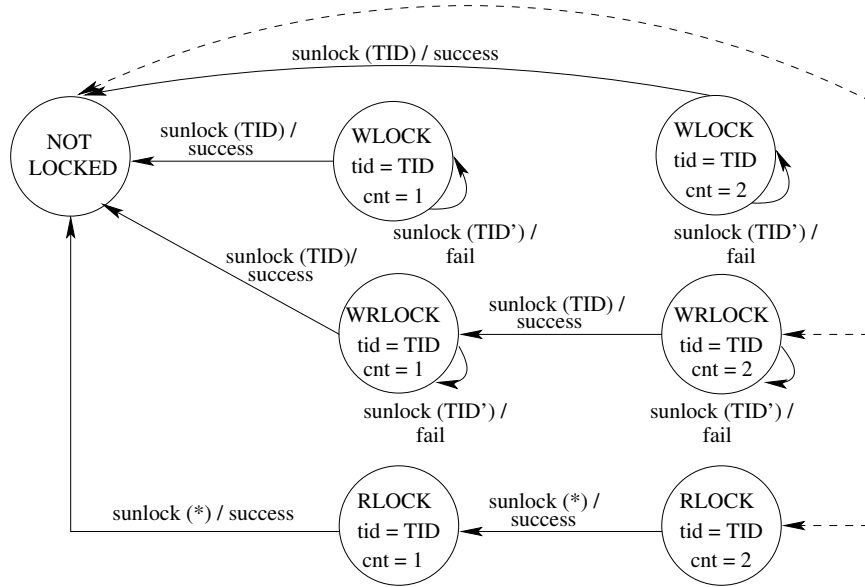 sunlock (TID) / success
NOT
LOCKED
sunlock (TID) /
success
WLOCK
tid = TID
cnt = 1
WLOCK
tid = TID
cnt = 2
sunlock (TID') /
fail
sunlock (TID') /
fail
sunlock (TID)/
success
WRLOCK
tid = TID
cnt = 1
sunlock (TID) /
success
WRLOCK
tid = TID
cnt = 2
sunlock (TID') /
fail
sunlock (TID') /
fail
sunlock (*) / success
RLOCK
tid = TID
cnt = 1
sunlock (*) /
success
RLOCK
tid = TID
cnt = 2